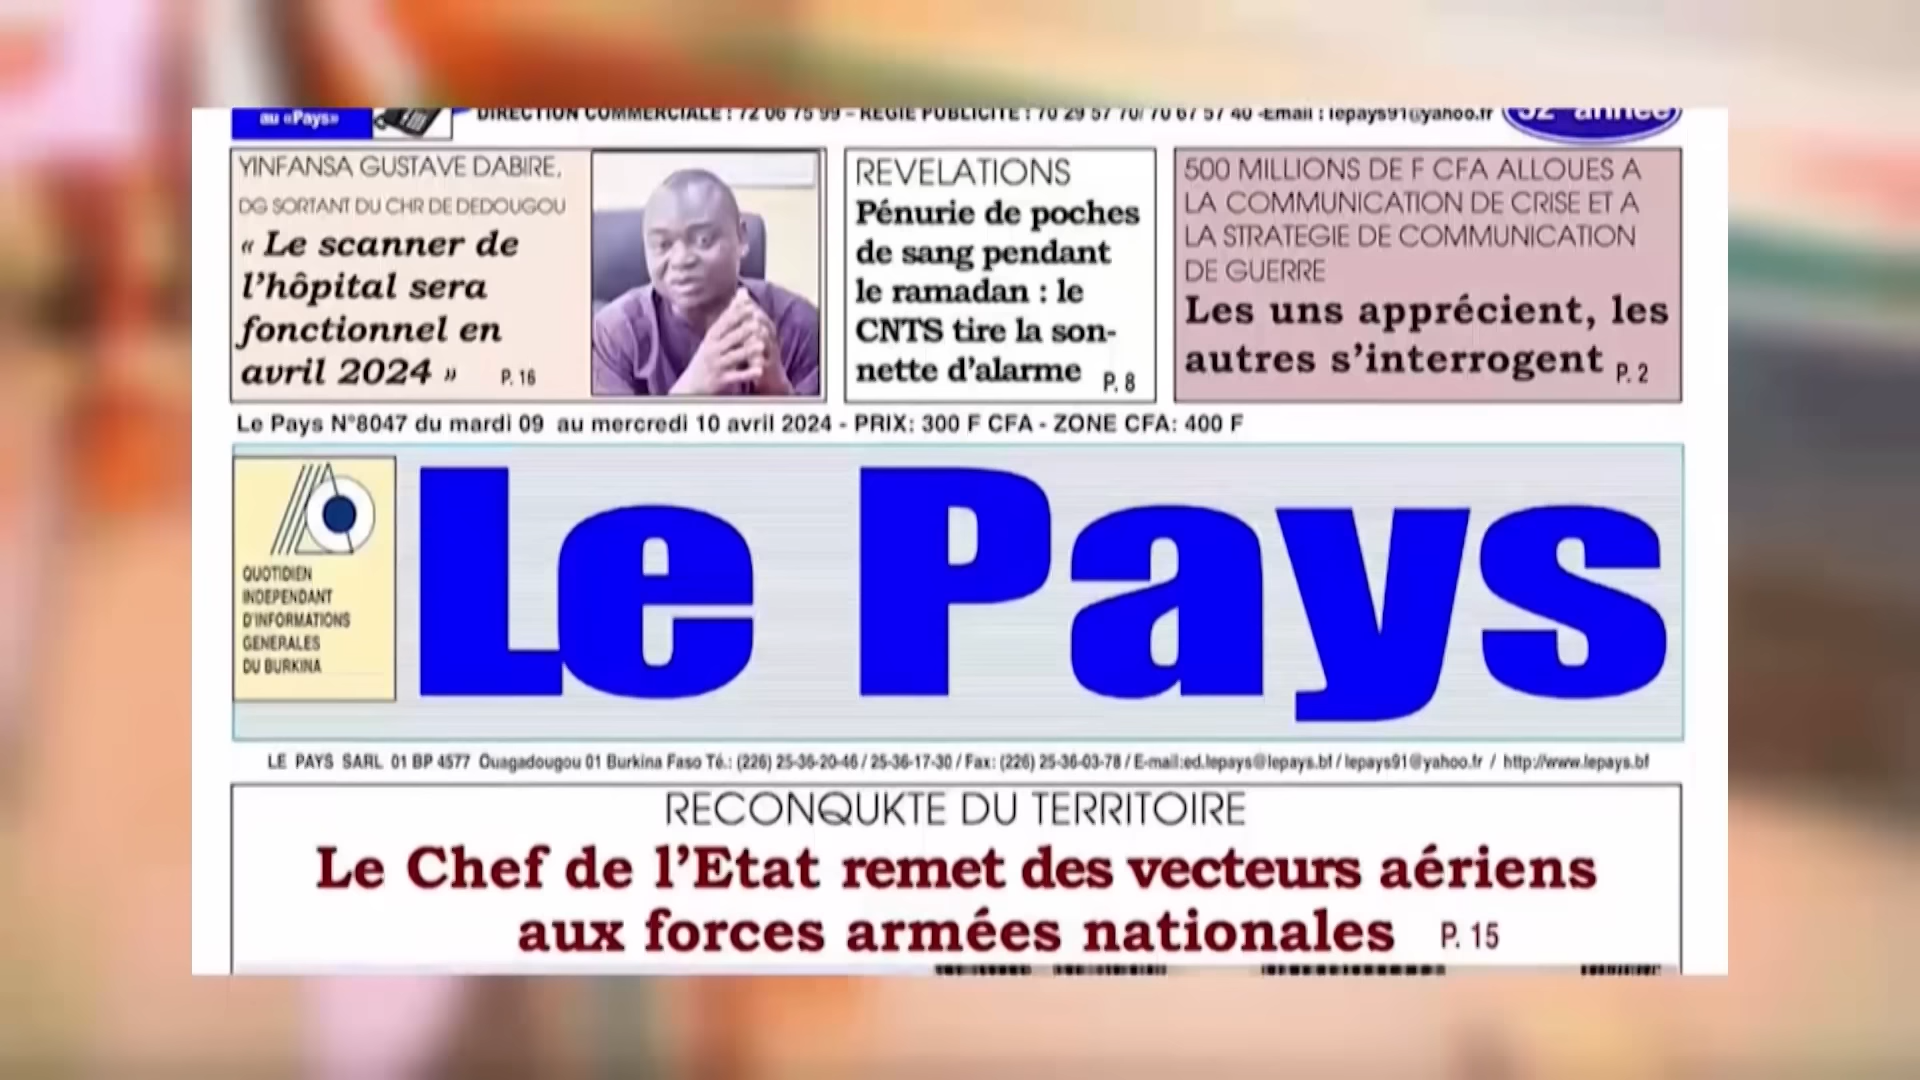 au «Pays»
DIRECTION COMMERCIALE : 72 06 75 99 – REGIE PUBLICITE : 70 29 57 70/ 70 67 57 40 -Email : lepays91@yahoo.fr
32e année
YINFANSA GUSTAVE DABIRE,
DG SORTANT DU CHR DE DEDOUGOU
« Le scanner de
l’hôpital sera
fonctionnel en
avril 2024 » P. 16
REVELATIONS
Pénurie de poches
de sang pendant
le ramadan : le
CNTS tire la son-
nette d’alarme P. 8
500 MILLIONS DE F CFA ALLOUES A
LA COMMUNICATION DE CRISE ET A
LA STRATEGIE DE COMMUNICATION
DE GUERRE
Les uns apprécient, les
autres s’interrogent P. 2
Le Pays N°8047 du mardi 09 au mercredi 10 avril 2024 - PRIX: 300 F CFA - ZONE CFA: 400 F
QUOTIDIEN
INDEPENDANT
D'INFORMATIONS
GENERALES
DU BURKINA
Le Pays
LE PAYS SARL 01 BP 4577 Ouagadougou 01 Burkina Faso Té.: (226) 25-36-20-46 / 25-36-17-30 / Fax: (226) 25-36-03-78 / E-mail:ed.lepays@lepays.bf / lepays91@yahoo.fr / http://www.lepays.bf
RECONQUKTE DU TERRITOIRE
Le Chef de l’Etat remet des vecteurs aériens
aux forces armées nationales P. 15